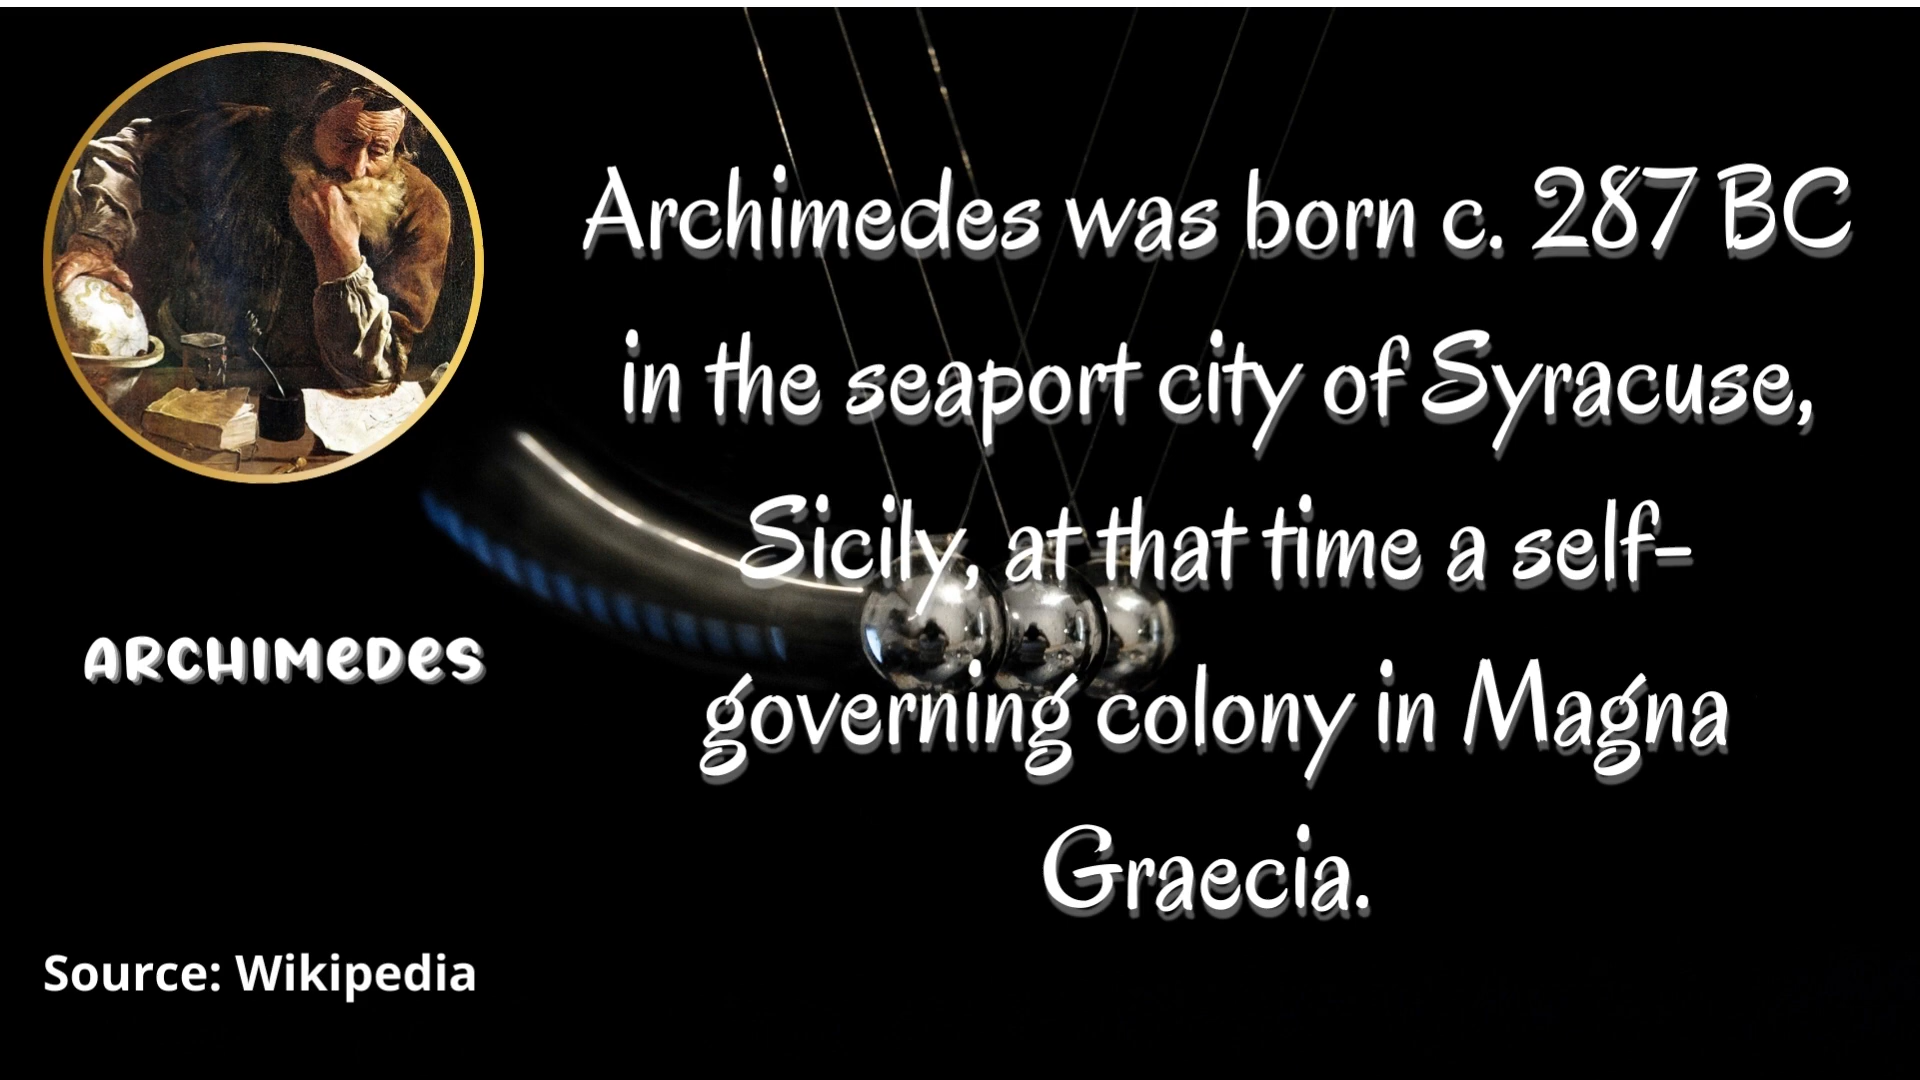 Archimedes was born c. 287 BC
in the seaport city of Syracuse,
Sicily, at that time a self-
governing colony in Magna
Graecia.
ARCHIMEDES
Source: Wikipedia